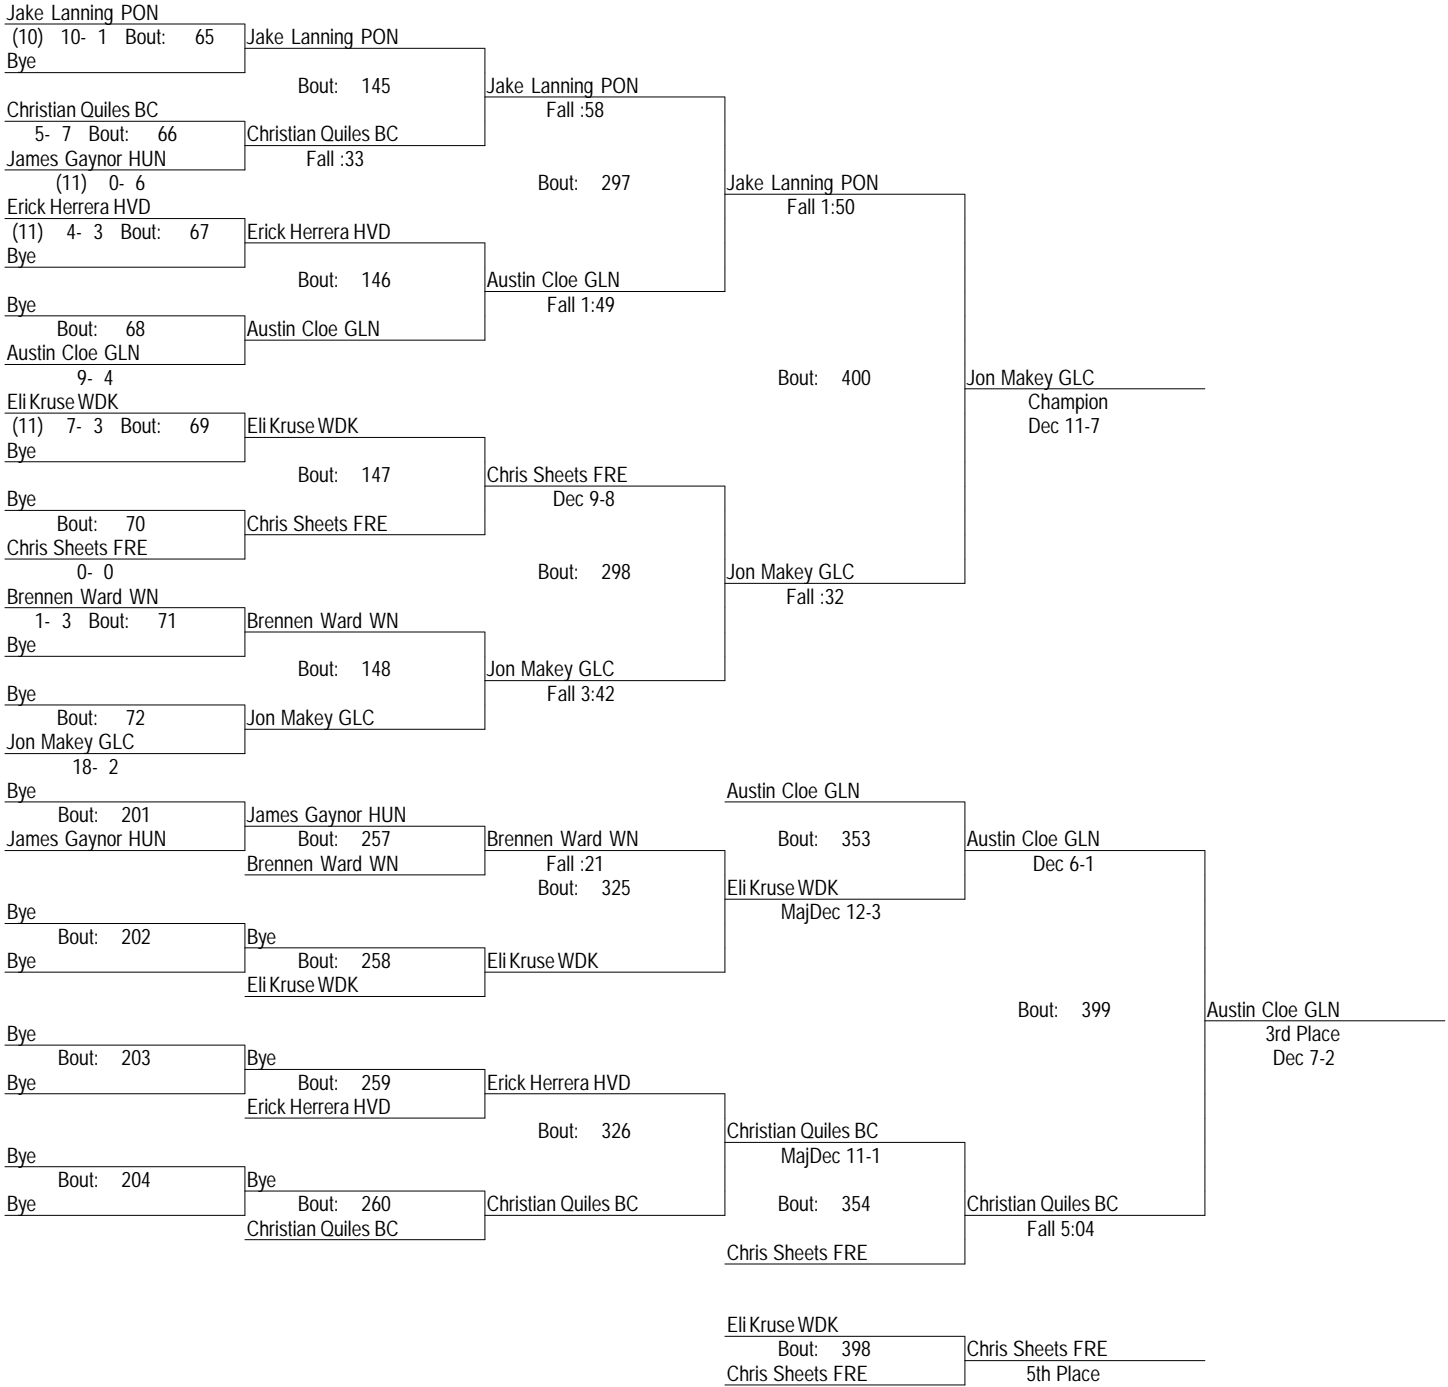 Jake Lanning PON
(10) 10- 1 Bout: 65 Jake Lanning PON
Bye
Bout: 145 Jake Lanning PON
Christian Quiles BC Fall :58
5- 7 Bout: 66 Christian Quiles BC
James Gaynor HUN Fall :33
(11) 0- 6 Bout: 297 Jake Lanning PON
Erick Herrera HVD Fall 1:50
(11) 4- 3 Bout: 67 Erick Herrera HVD
Bye
Bout: 146 Austin Cloe GLN
Bye Fall 1:49
Bout: 68 Austin Cloe GLN
Austin Cloe GLN
9- 4 Bout: 400 Jon Makey GLC
Eli Kruse WDK Champion
(11) 7- 3 Bout: 69 Eli Kruse WDK Dec 11-7
Bye
Bout: 147 Chris Sheets FRE
Bye Dec 9-8
Bout: 70 Chris Sheets FRE
Chris Sheets FRE
0- 0 Bout: 298 Jon Makey GLC
Brennen Ward WN Fall :32
1- 3 Bout: 71 Brennen Ward WN
Bye
Bout: 148 Jon Makey GLC
Bye Fall 3:42
Bout: 72 Jon Makey GLC
Jon Makey GLC
18- 2
Bye Austin Cloe GLN
Bout: 201 James Gaynor HUN
James Gaynor HUN Bout: 257 Brennen Ward WN Bout: 353 Austin Cloe GLN
Brennen Ward WN Fall :21 Dec 6-1
Bout: 325 Eli Kruse WDK
Bye MajDec 12-3
Bout: 202 Bye
Bye Bout: 258 Eli Kruse WDK
Eli Kruse WDK
Bout: 399 Austin Cloe GLN
Bye 3rd Place
Bout: 203 Bye Dec 7-2
Bye Bout: 259 Erick Herrera HVD
Erick Herrera HVD
Bout: 326 Christian Quiles BC
Bye MajDec 11-1
Bout: 204 Bye
Bye Bout: 260 Christian Quiles BC Bout: 354 Christian Quiles BC
Christian Quiles BC Fall 5:04
Chris Sheets FRE
Eli Kruse WDK
Bout: 398 Chris Sheets FRE
Chris Sheets FRE 5th Place